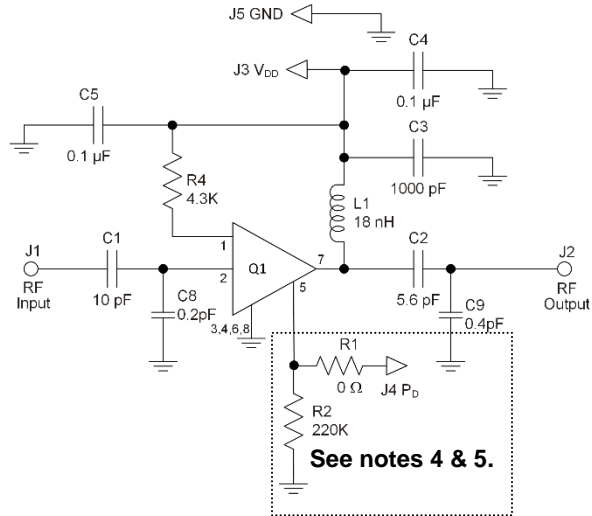 J5 GND
C4
J3 V_DD
0.1 µF
C5
C3
0.1 µF
R4
4.3K
1000 pF
L1
18 nH
J1
RF
Input
C1
10 pF
C8
0.2pF
1
2
Q1
7
5
3,4,6,8
C2
5.6 pF
C9
0.4pF
J2
RF
Output
R1
0 Ω
J4 P_D
R2
220K
See notes 4 & 5.